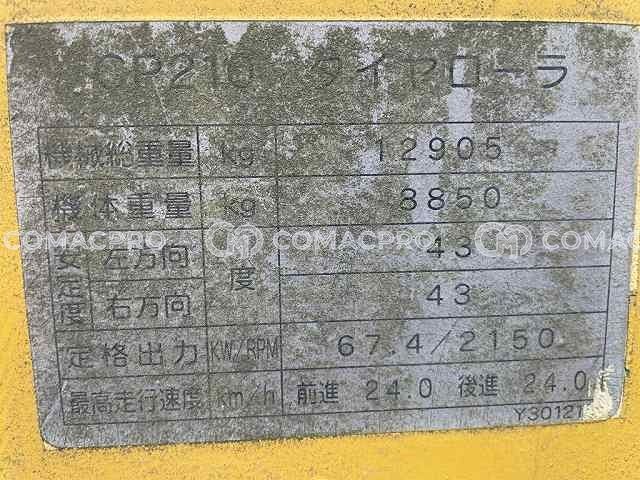 CP210 タイヤローラ
機械総重量 kg 12905
機体重量 kg 8850
安定度 左方向 度 43
右方向 43
定格出力 KW/RPM 67.4/2150
最高走行速度 km/h 前進 24.0 後進 24.0
COMACPRO COMACPRO COMACPRO